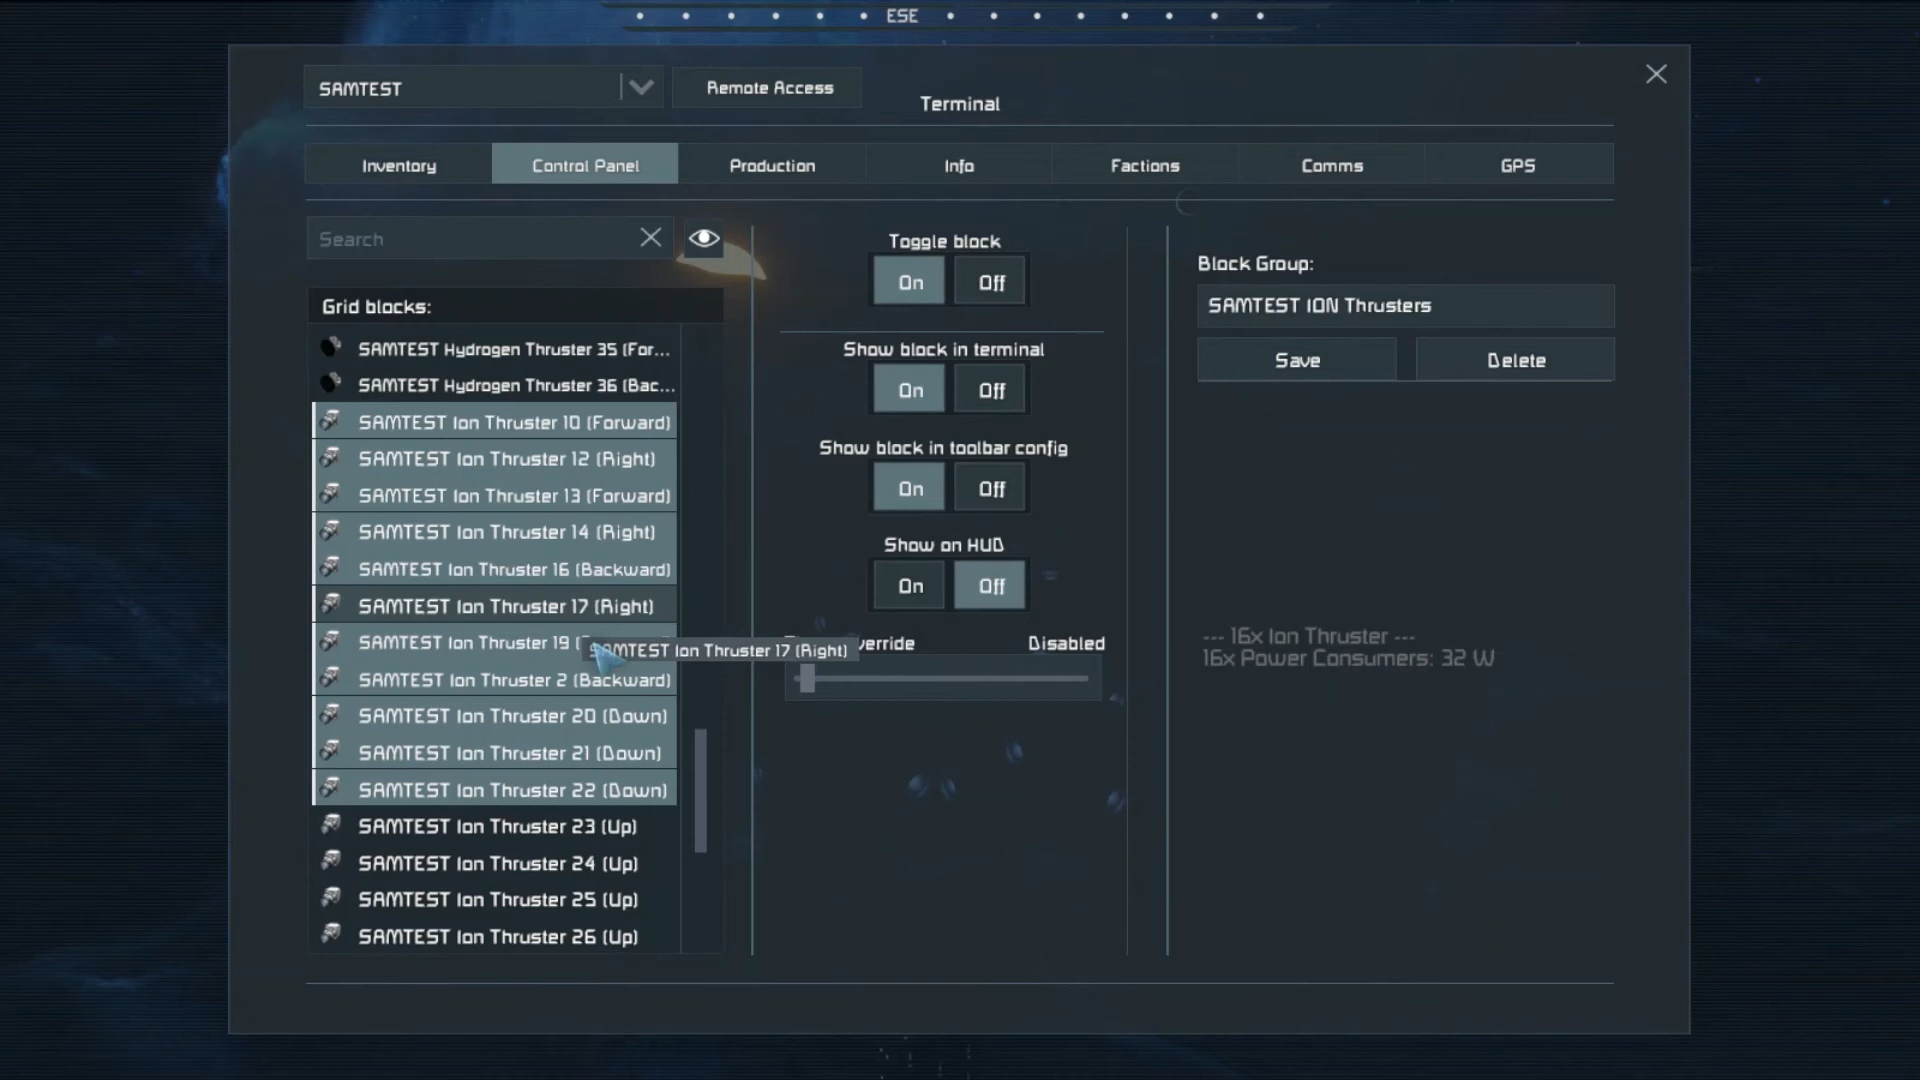 ESE
SAMTEST
Remote Access
Terminal
Inventory
Control Panel
Production
Info
Factions
Comms
GPS
Search
Grid blocks:
SAMTEST Hydrogen Thruster 35 (For...
SAMTEST Hydrogen Thruster 36 (Bac...
SAMTEST Ion Thruster 10 (Forward)
SAMTEST Ion Thruster 12 (Right)
SAMTEST Ion Thruster 13 (Forward)
SAMTEST Ion Thruster 14 (Right)
SAMTEST Ion Thruster 16 (Backward)
SAMTEST Ion Thruster 17 (Right)
SAMTEST Ion Thruster 19
SAMTEST Ion Thruster 17 (Right)
SAMTEST Ion Thruster 2 (Backward)
SAMTEST Ion Thruster 20 (Down)
SAMTEST Ion Thruster 21 (Down)
SAMTEST Ion Thruster 22 (Down)
SAMTEST Ion Thruster 23 (Up)
SAMTEST Ion Thruster 24 (Up)
SAMTEST Ion Thruster 25 (Up)
SAMTEST Ion Thruster 26 (Up)
Toggle block
On Off
Show block in terminal
On Off
Show block in toolbar config
On Off
Show on HUD
On Off
verride Disabled
Block Group:
SAMTEST ION Thrusters
Save
Delete
--- 16x Ion Thruster ---
16x Power Consumers: 32 W